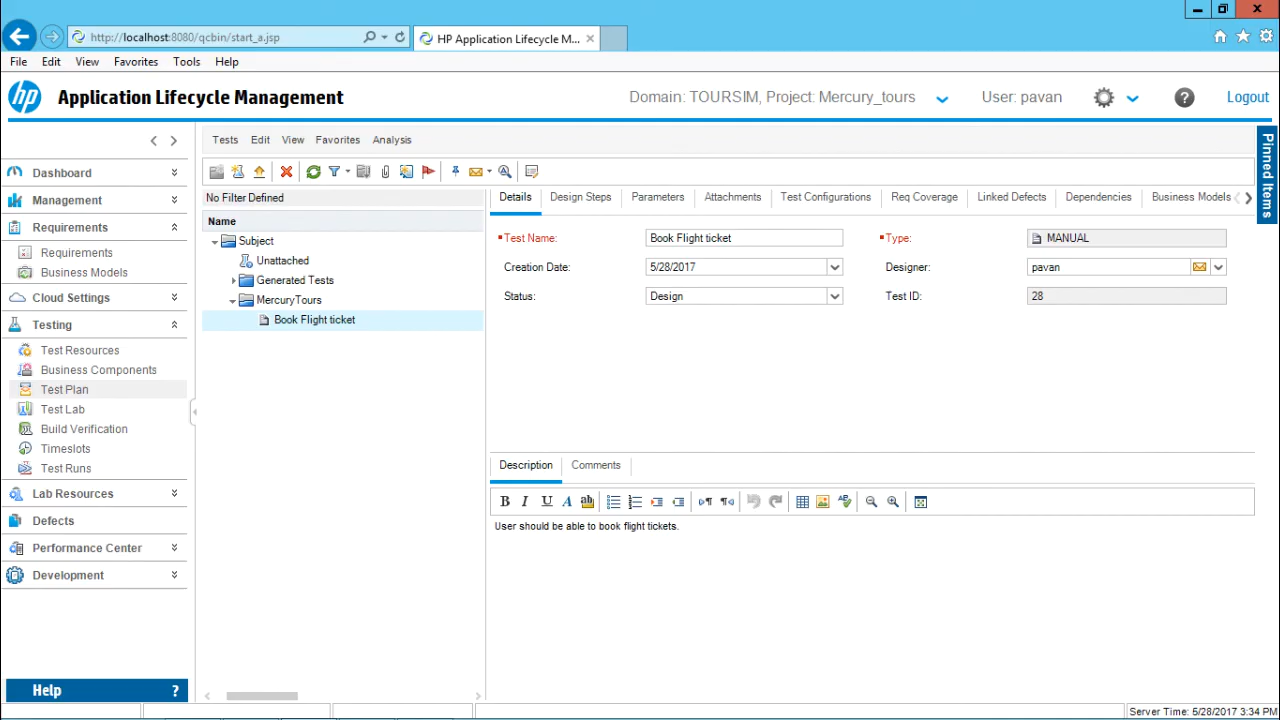 http://localhost:8080/qcbin/start_a.jsp
HP Application Lifecycle M...
File Edit View Favorites Tools Help
hp Application Lifecycle Management
Domain: TOURSIM, Project: Mercury_tours
User: pavan
? Logout
Pinned Items
Tests Edit View Favorites Analysis
Dashboard
Management
Requirements
Requirements
Business Models
Cloud Settings
Testing
Test Resources
Business Components
Test Plan
Test Lab
Build Verification
Timeslots
Test Runs
Lab Resources
Defects
Performance Center
Development
Help ?
No Filter Defined
Name
Subject
Unattached
Generated Tests
MercuryTours
Book Flight ticket
Details Design Steps Parameters Attachments Test Configurations Req Coverage Linked Defects Dependencies Business Models
*Test Name: Book Flight ticket *Type: MANUAL
Creation Date: 5/28/2017 Designer: pavan
Status: Design Test ID: 28
Description Comments
B I U A ab
User should be able to book flight tickets.
Server Time: 5/28/2017 3:34 PM